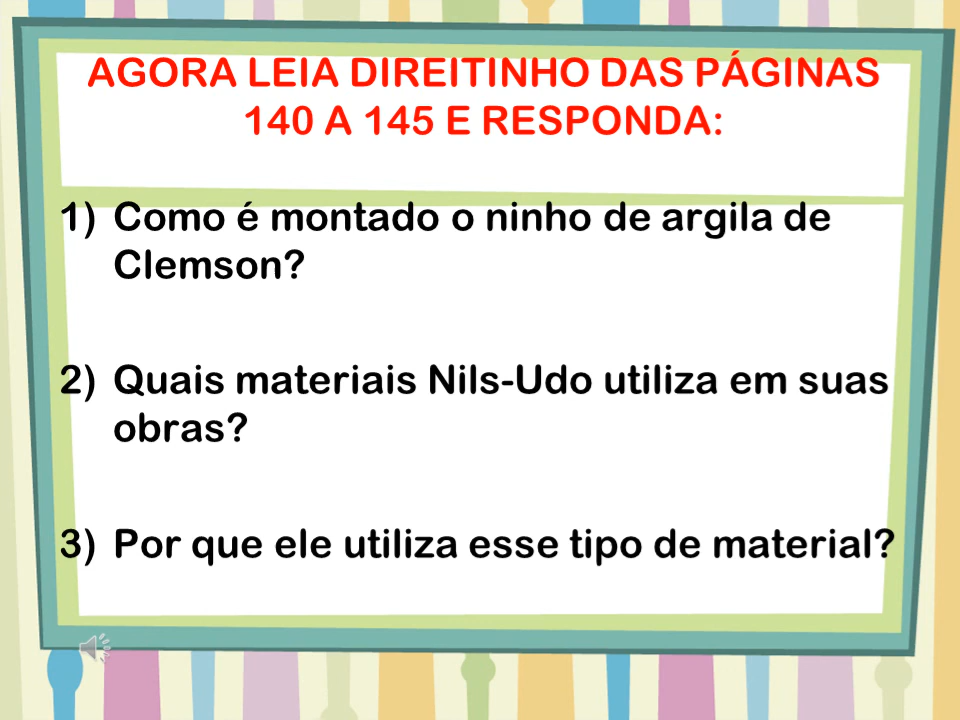 AGORA LEIA DIREITINHO DAS PÁGINAS
140 A 145 E RESPONDA:
1) Como é montado o ninho de argila de
Clemson?
2) Quais materiais Nils-Udo utiliza em suas
obras?
3) Por que ele utiliza esse tipo de material?